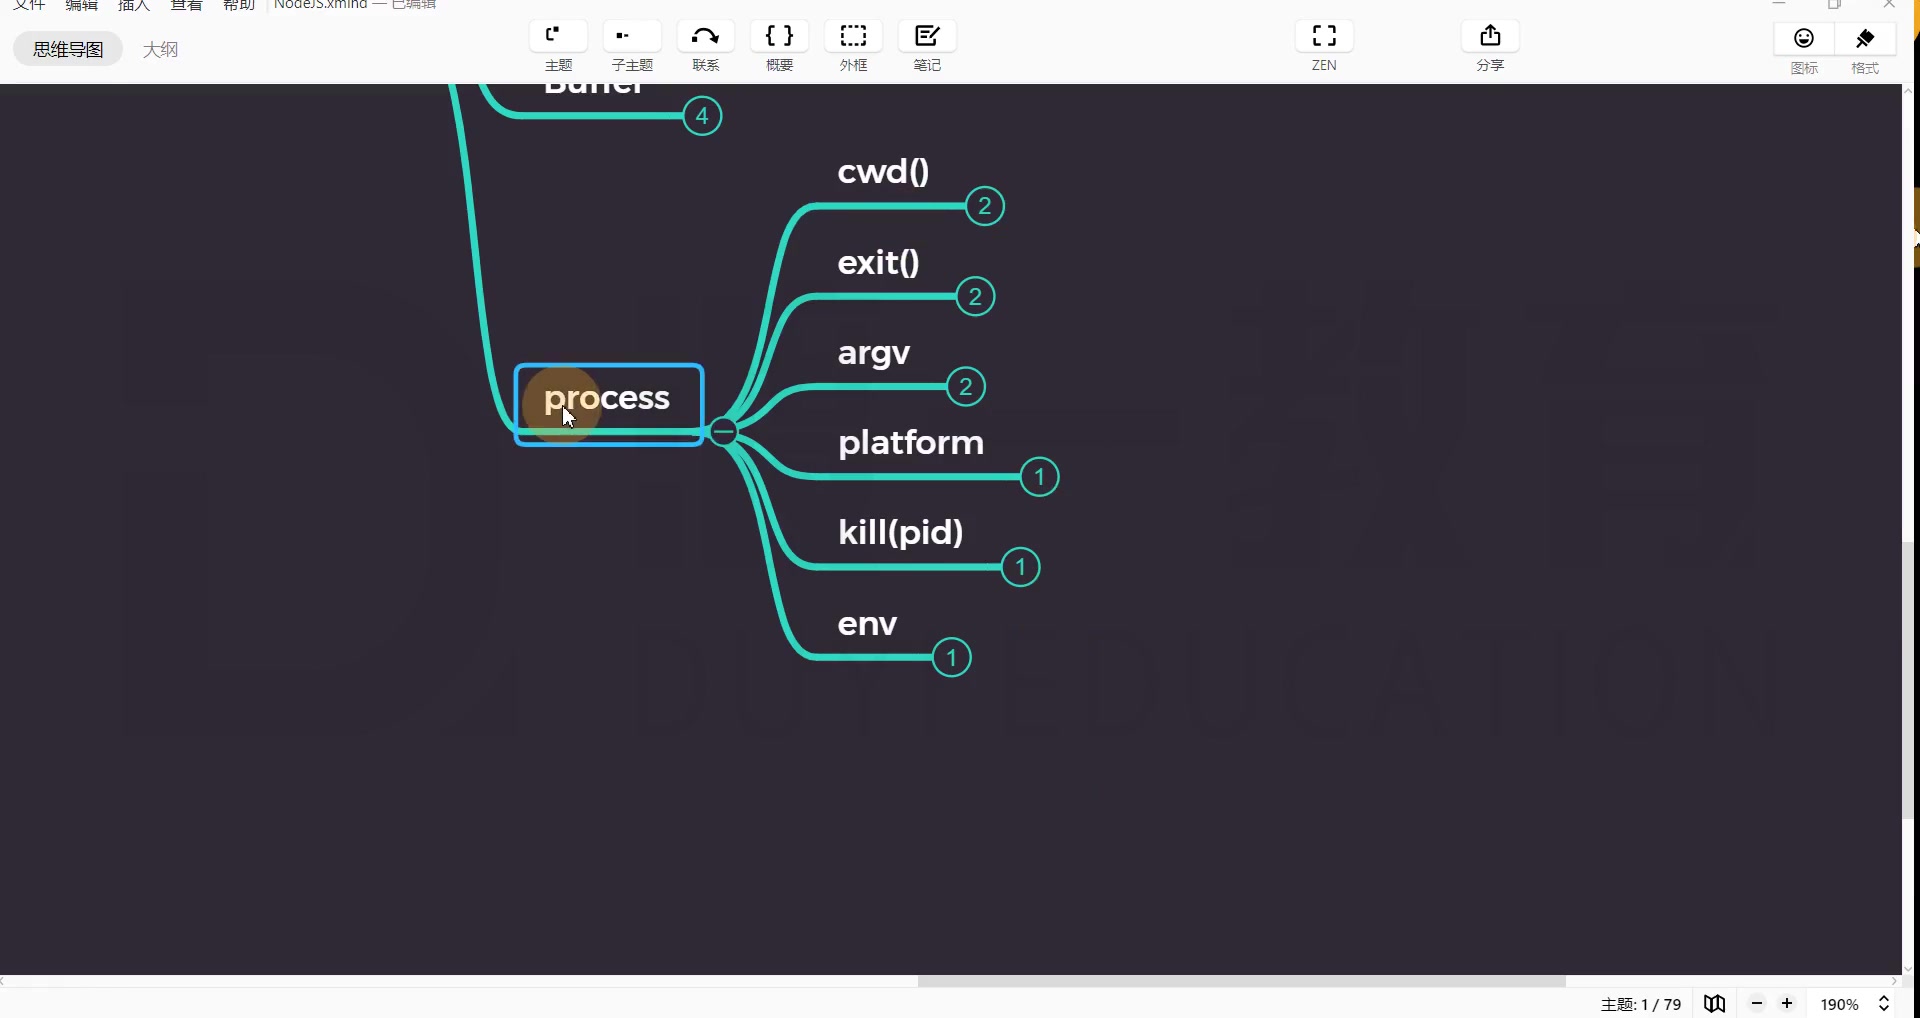 文件 编辑 插入 查看 帮助 NodeJS.xmind — 已编辑
思维导图 大纲
主题 子主题 联系 概要 外框 笔记 ZEN 分享 图标 格式
Buffer
4
cwd()
2
exit()
2
argv
2
process
platform
1
kill(pid)
1
env
1
DUYI EDUCATION
主题: 1 / 79
190%